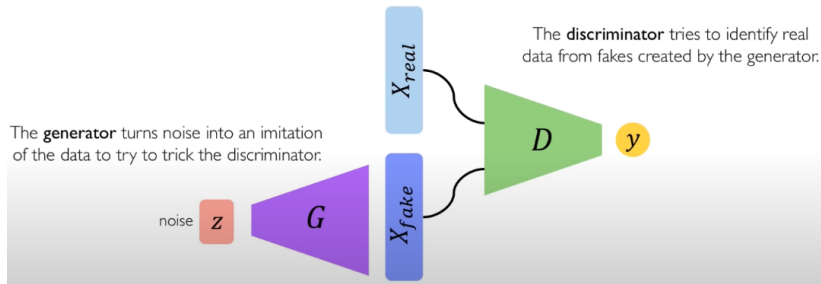 The discriminator tries to identify real
data from fakes created by the generator.
X_real
The generator turns noise into an imitation
of the data to try to trick the discriminator.
D
y
noise
z
G
X_fake